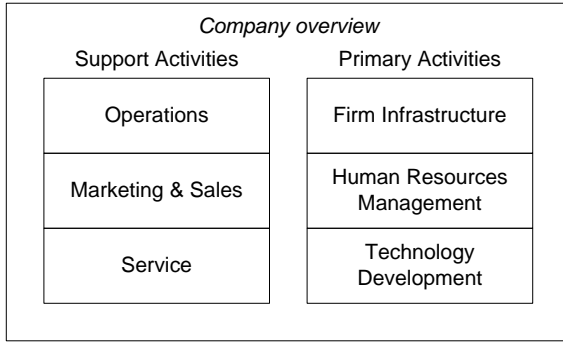 Company overview
Support Activities
Operations
Marketing & Sales
Service
Primary Activities
Firm Infrastructure
Human Resources
Management
Technology
Development